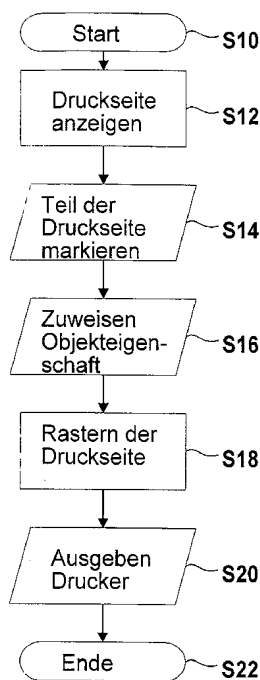 Start
S10
Druckseite
anzeigen
S12
Teil der
Druckseite
markieren
S14
Zuweisen
Objekteigen-
schaft
S16
Rastern der
Druckseite
S18
Ausgeben
Drucker
S20
Ende
S22